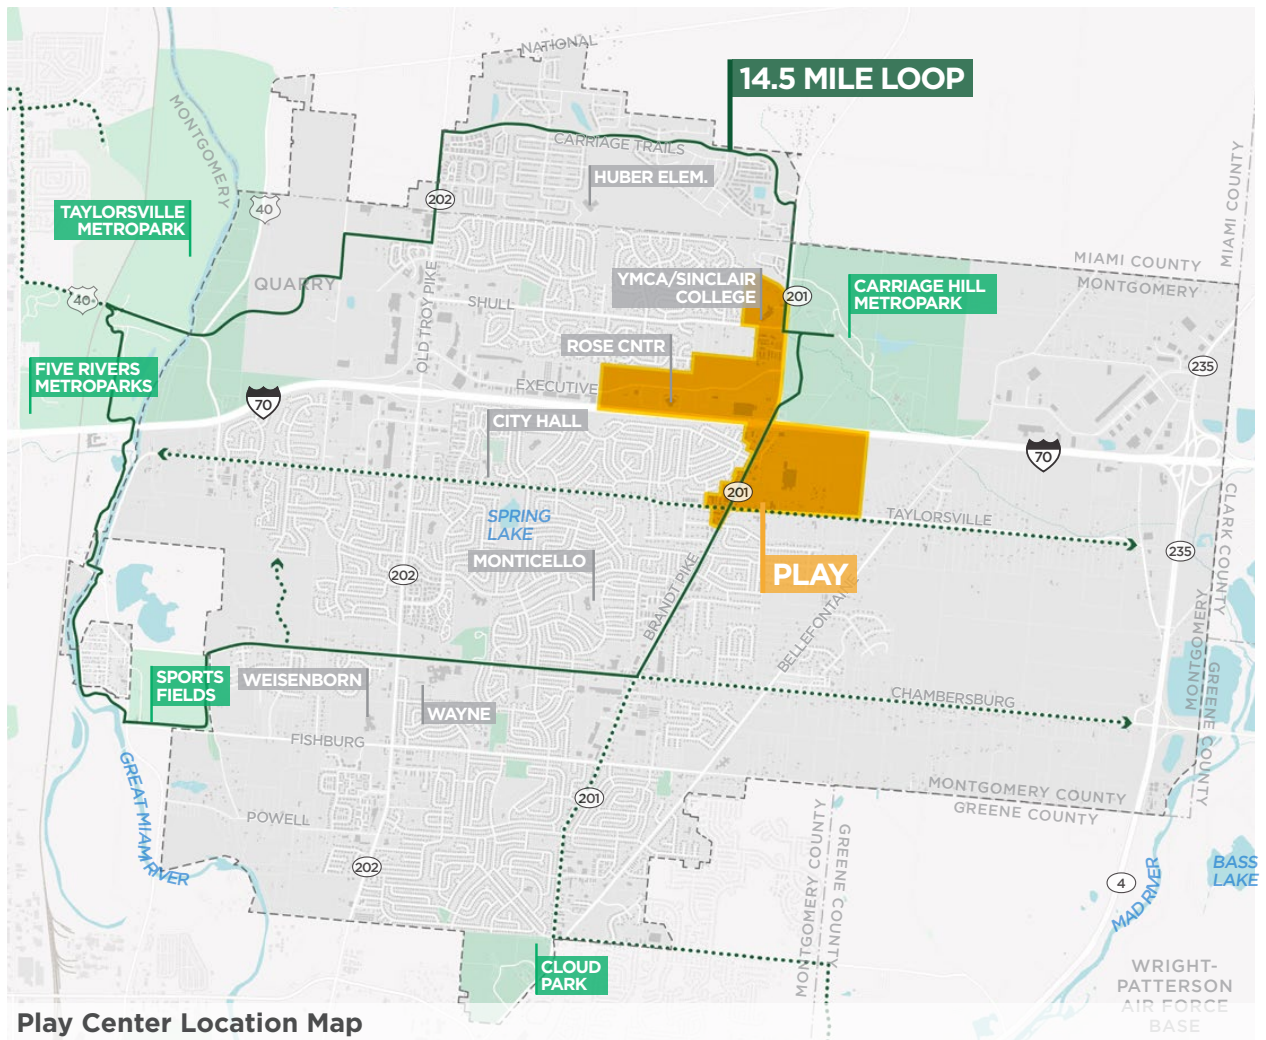 NATIONAL
14.5 MILE LOOP
MONTGOMERY
CARRIAGE TRAILS
HUBER ELEM.
202
40
TAYLORSVILLE
METROPARK
MIAMI COUNTY
MIAMI COUNTY
MONTGOMERY
QUARRY
YMCA/SINCLAIR
COLLEGE
201
CARRIAGE HILL
METROPARK
40
SHULL
OLD TROY PIKE
ROSE CNTR
FIVE RIVERS
METROPARKS
235
EXECUTIVE
70
CITY HALL
70
201
SPRING
LAKE
TAYLORSVILLE
CLARK COUNTY
MONTICELLO
235
202
PLAY
BRANDT PIKE
BELLEFONTAINE
MONTGOMERY
GREENE COUNTY
SPORTS
FIELDS
WEISENBORN
WAYNE
CHAMBERSBURG
FISHBURG
GREAT MIAMI RIVER
201
MONTGOMERY COUNTY
GREENE COUNTY
POWELL
MONTGOMERY COUNTY
GREENE COUNTY
202
4
MAD RIVER
BASS
LAKE
CLOUD
PARK
WRIGHT-
PATTERSON
AIR FORCE
BASE
Play Center Location Map